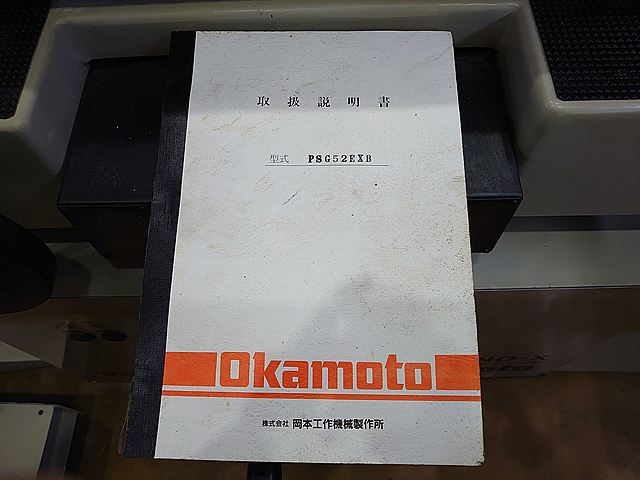 取扱説明書
型式 PSG52EXB
Okamoto
株式会社 岡本工作機械製作所
ND-X